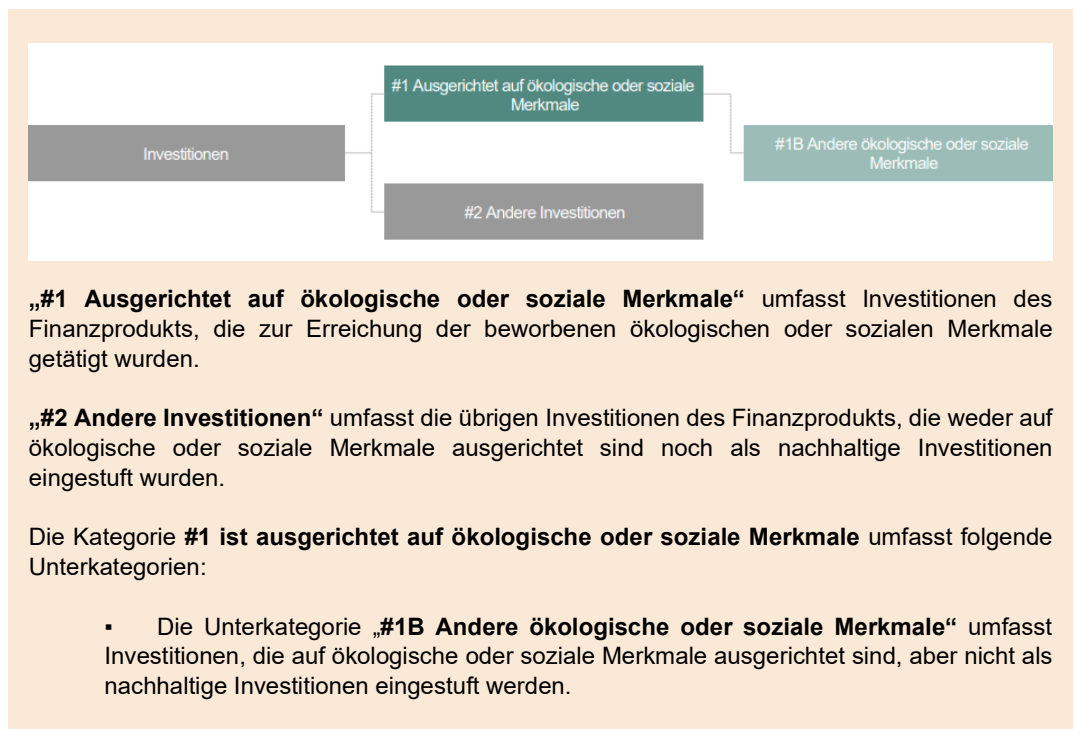 #1 Ausgerichtet auf ökologische oder soziale
Merkmale
Investitionen
#1B Andere ökologische oder soziale
Merkmale
#2 Andere Investitionen
„#1 Ausgerichtet auf ökologische oder soziale Merkmale“ umfasst Investitionen des
Finanzprodukts, die zur Erreichung der beworbenen ökologischen oder sozialen Merkmale
getätigt wurden.
„#2 Andere Investitionen“ umfasst die übrigen Investitionen des Finanzprodukts, die weder auf
ökologische oder soziale Merkmale ausgerichtet sind noch als nachhaltige Investitionen
eingestuft wurden.
Die Kategorie #1 ist ausgerichtet auf ökologische oder soziale Merkmale umfasst folgende
Unterkategorien:
▪ Die Unterkategorie „#1B Andere ökologische oder soziale Merkmale“ umfasst
Investitionen, die auf ökologische oder soziale Merkmale ausgerichtet sind, aber nicht als
nachhaltige Investitionen eingestuft werden.